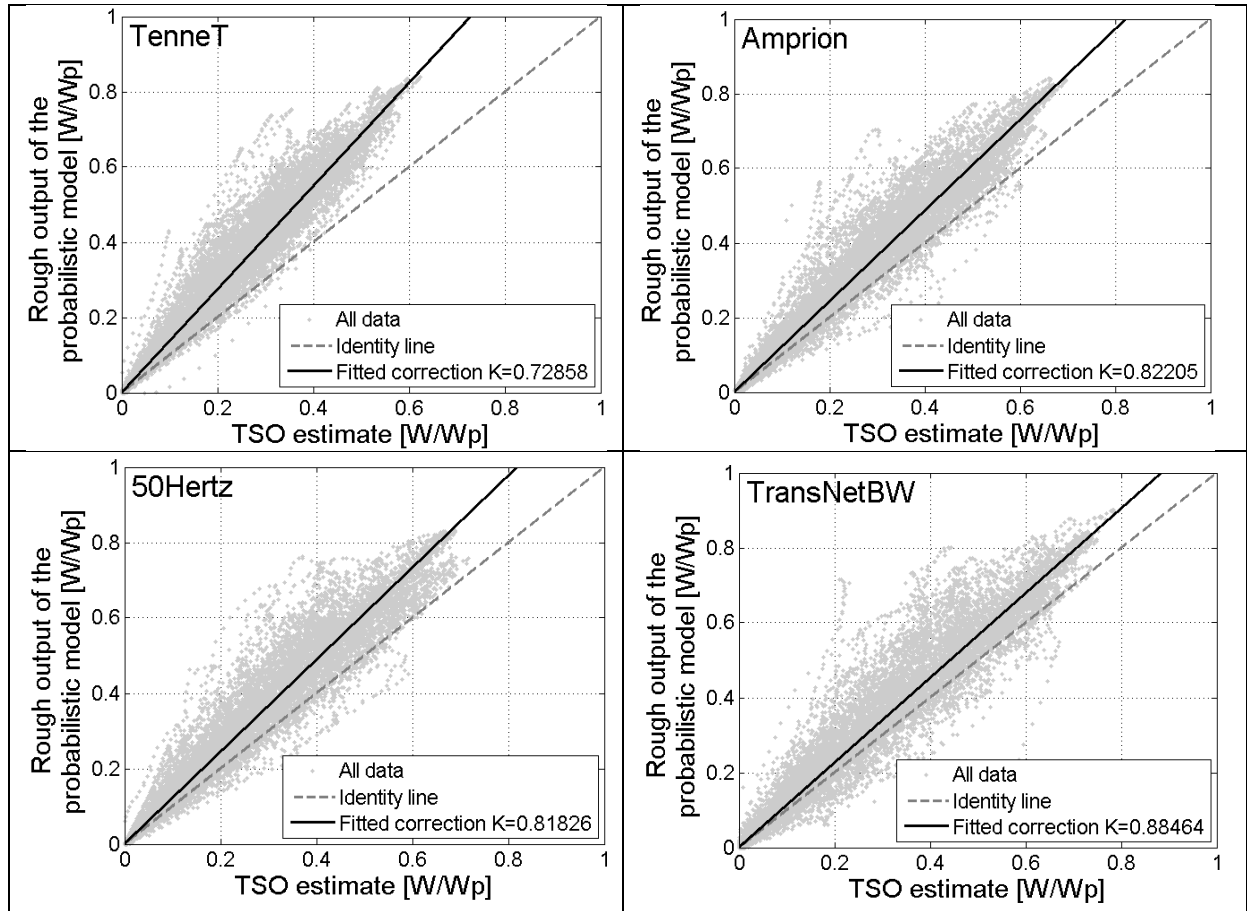 TenneT
Rough output of the
probabilistic model [W/Wp]
1
0.8
0.6
0.4
0.2
0
All data
Identity line
Fitted correction K=0.72858
0 0.2 0.4 0.6 0.8 1
TSO estimate [W/Wp]
Amprion
Rough output of the
probabilistic model [W/Wp]
1
0.8
0.6
0.4
0.2
0
All data
Identity line
Fitted correction K=0.82205
0 0.2 0.4 0.6 0.8 1
TSO estimate [W/Wp]
50Hertz
Rough output of the
probabilistic model [W/Wp]
1
0.8
0.6
0.4
0.2
0
All data
Identity line
Fitted correction K=0.81826
0 0.2 0.4 0.6 0.8 1
TSO estimate [W/Wp]
TransNetBW
Rough output of the
probabilistic model [W/Wp]
1
0.8
0.6
0.4
0.2
0
All data
Identity line
Fitted correction K=0.88464
0 0.2 0.4 0.6 0.8 1
TSO estimate [W/Wp]